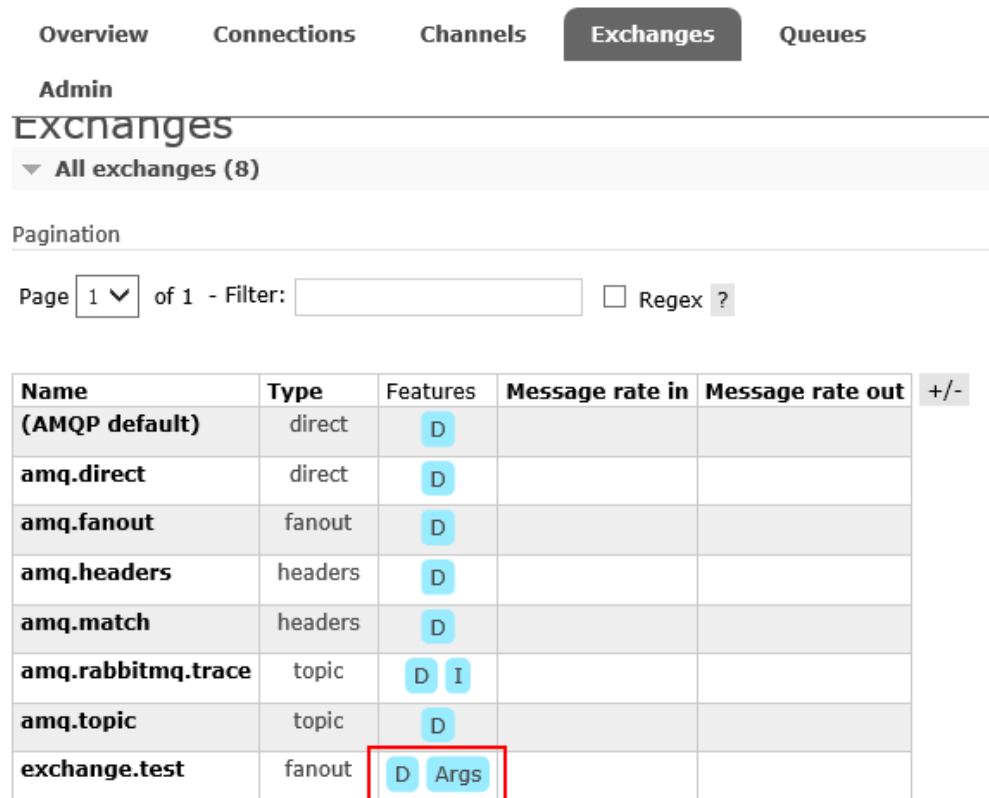 Overview Connections Channels Exchanges Queues
Admin
Exchanges
All exchanges (8)
Pagination
Page 1 of 1 - Filter: Regex ?
Name Type Features Message rate in Message rate out +/-
(AMQP default) direct D
amq.direct direct D
amq.fanout fanout D
amq.headers headers D
amq.match headers D
amq.rabbitmq.trace topic D I
amq.topic topic D
exchange.test fanout D Args